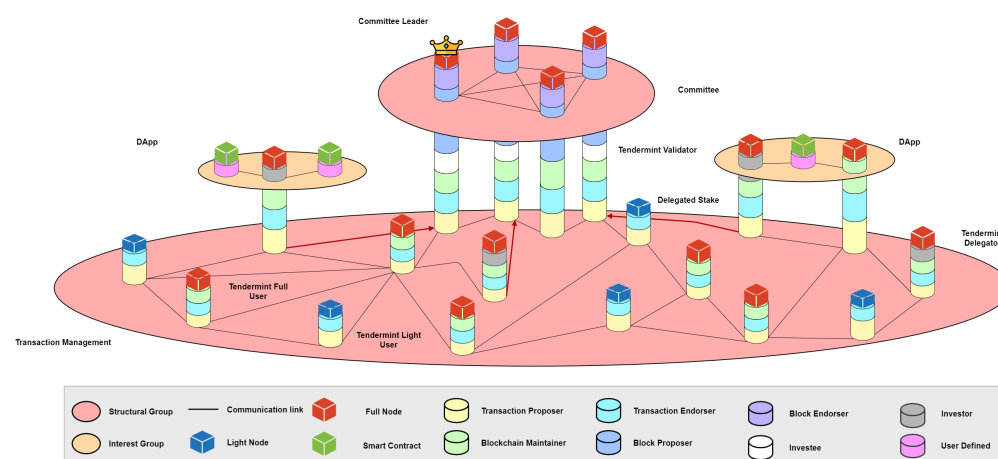 Committee Leader
Committee
DApp
DApp
Tendermint Validator
Delegated Stake
Tendermint Full
User
Tendermint Light
User
Transaction Management
Structural Group
Communication link
Full Node
Transaction Proposer
Transaction Endorser
Block Endorser
Investor
Interest Group
Light Node
Smart Contract
Blockchain Maintainer
Block Proposer
Investee
User Defined